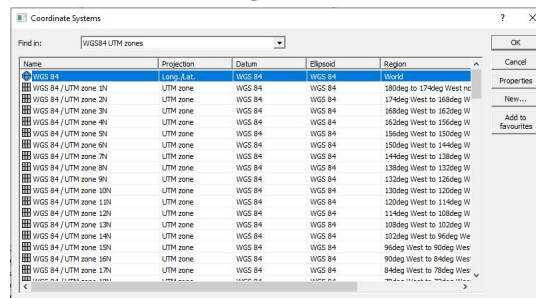 Coordinate Systems ? X
Find in: WGS84 UTM zones
OK
Cancel
Properties
New...
Add to favourites
Name Projection Datum Ellipsoid Region
WGS 84 Long./Lat. WGS 84 WGS 84 World
WGS 84 / UTM zone 1N UTM zone WGS 84 WGS 84 180deg to 174deg West no
WGS 84 / UTM zone 2N UTM zone WGS 84 WGS 84 174deg West to 168deg W
WGS 84 / UTM zone 3N UTM zone WGS 84 WGS 84 168deg West to 162deg W
WGS 84 / UTM zone 4N UTM zone WGS 84 WGS 84 162deg West to 156deg W
WGS 84 / UTM zone 5N UTM zone WGS 84 WGS 84 156deg West to 150deg W
WGS 84 / UTM zone 6N UTM zone WGS 84 WGS 84 150deg West to 144deg W
WGS 84 / UTM zone 7N UTM zone WGS 84 WGS 84 144deg West to 138deg W
WGS 84 / UTM zone 8N UTM zone WGS 84 WGS 84 138deg West to 132deg W
WGS 84 / UTM zone 9N UTM zone WGS 84 WGS 84 132deg West to 126deg W
WGS 84 / UTM zone 10N UTM zone WGS 84 WGS 84 130deg West to 120deg W
WGS 84 / UTM zone 11N UTM zone WGS 84 WGS 84 120deg West to 114deg W
WGS 84 / UTM zone 12N UTM zone WGS 84 WGS 84 114deg West to 108deg W
WGS 84 / UTM zone 13N UTM zone WGS 84 WGS 84 108deg West to 102deg W
WGS 84 / UTM zone 14N UTM zone WGS 84 WGS 84 102deg West to 96deg We
WGS 84 / UTM zone 15N UTM zone WGS 84 WGS 84 96deg West to 90deg Wes
WGS 84 / UTM zone 16N UTM zone WGS 84 WGS 84 90deg West to 84deg Wes
WGS 84 / UTM zone 17N UTM zone WGS 84 WGS 84 84deg West to 78deg Wes